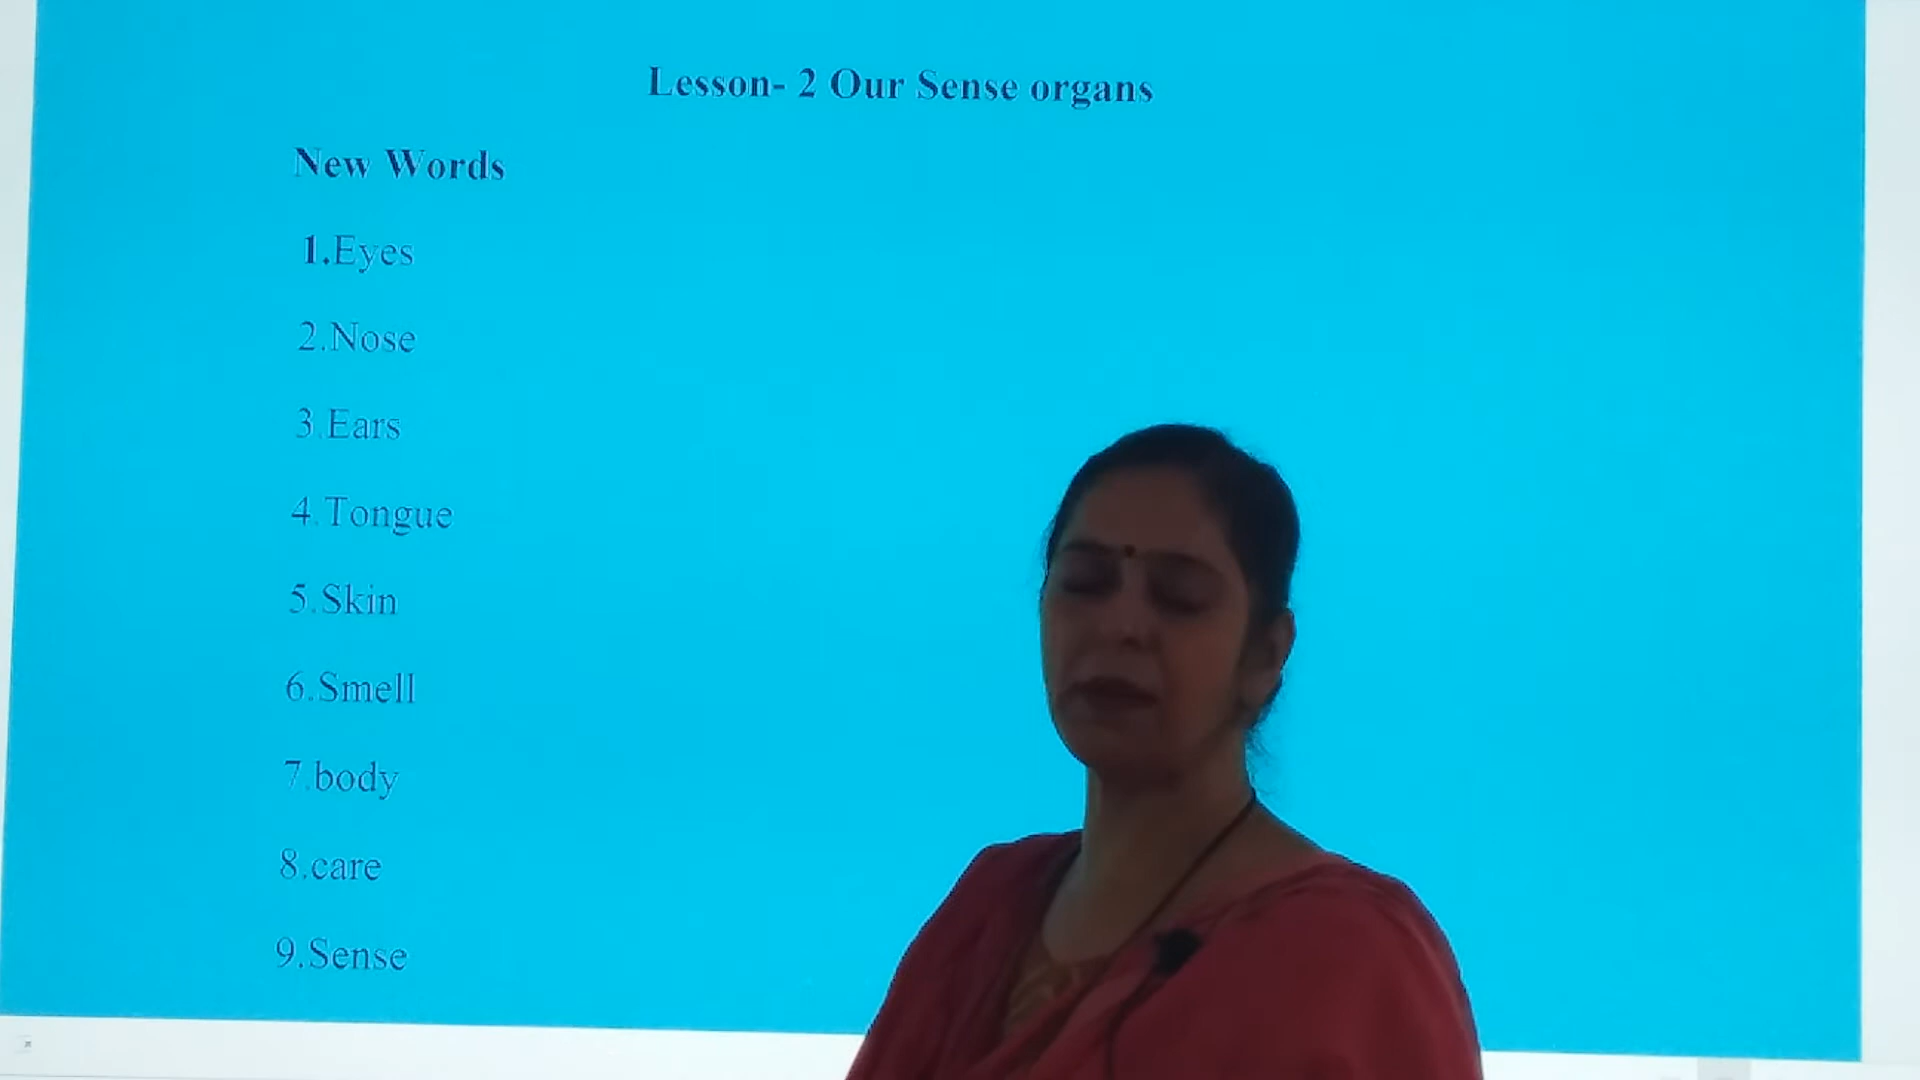 Lesson- 2 Our Sense organs
New Words
1.Eyes
2.Nose
3.Ears
4.Tongue
5.Skin
6.Smell
7.body
8.care
9.Sense